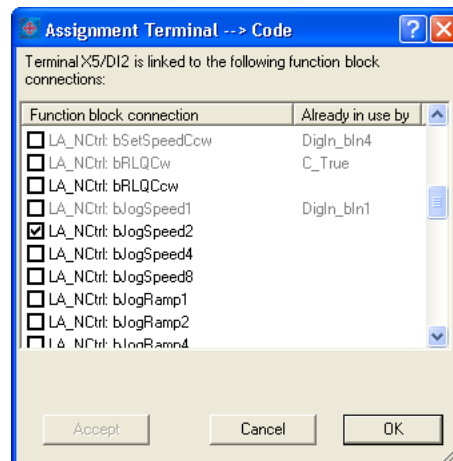 Assignment Terminal --> Code
Terminal X5/DI2 is linked to the following function block
connections:
Function block connection Already in use by
LA_NCtrl: bSetSpeedCcw DigIn_bIn4
LA_NCtrl: bRLQCw C_True
LA_NCtrl: bRLQCcw
LA_NCtrl: bJogSpeed1 DigIn_bIn1
LA_NCtrl: bJogSpeed2
LA_NCtrl: bJogSpeed4
LA_NCtrl: bJogSpeed8
LA_NCtrl: bJogRamp1
LA_NCtrl: bJogRamp2
LA_NCtrl: bJogRamp4
Accept Cancel OK